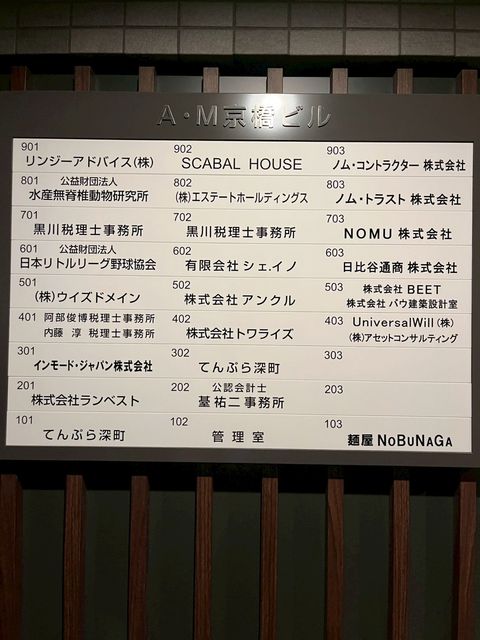 A・M京橋ビル
901 リンジーアドバイス(株)
902 SCABAL HOUSE
903 ノム・コントラクター 株式会社
801 公益財団法人
水産無脊椎動物研究所
802 (株)エステートホールディングス
803 ノム・トラスト 株式会社
701 黒川税理士事務所
702 黒川税理士事務所
703 NOMU 株式会社
601 公益財団法人
日本リトルリーグ野球協会
602 有限会社 シェ.イノ
603 日比谷通商 株式会社
501 (株)ウイズドメイン
502 株式会社 アンクル
503 株式会社 BEET
株式会社 バウ建築設計室
401 阿部俊博税理士事務所
内藤 淳 税理士事務所
402 株式会社トワライズ
403 UniversalWill (株)
(株)アセットコンサルティング
301 インモード・ジャパン株式会社
302 てんぷら深町
303
201 株式会社ランベスト
202 公認会計士
基 祐二 事務所
203
101 てんぷら深町
102 管理室
103 麺屋 NOBUNAGA